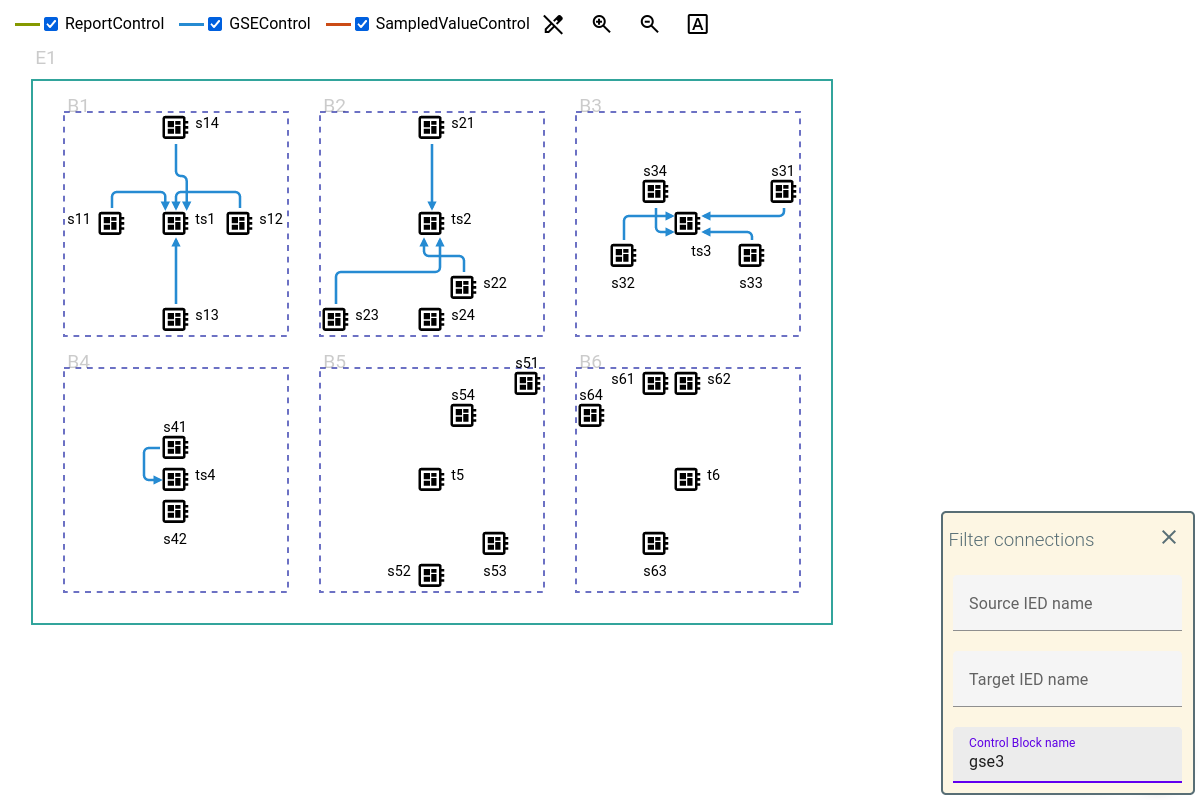 ReportControl GSEControl SampledValueControl A
E1
B1 B2 B3
s14 s21
s34 s31
s11 ts1 s12 ts2
ts3
s32 s33
s22
s13 s23 s24
B4 B5 B6
s51
s61 s62
s54 s64
s41
ts4 t5 t6
s42
s52 s53 s63
Filter connections
Source IED name
Target IED name
Control Block name
gse3